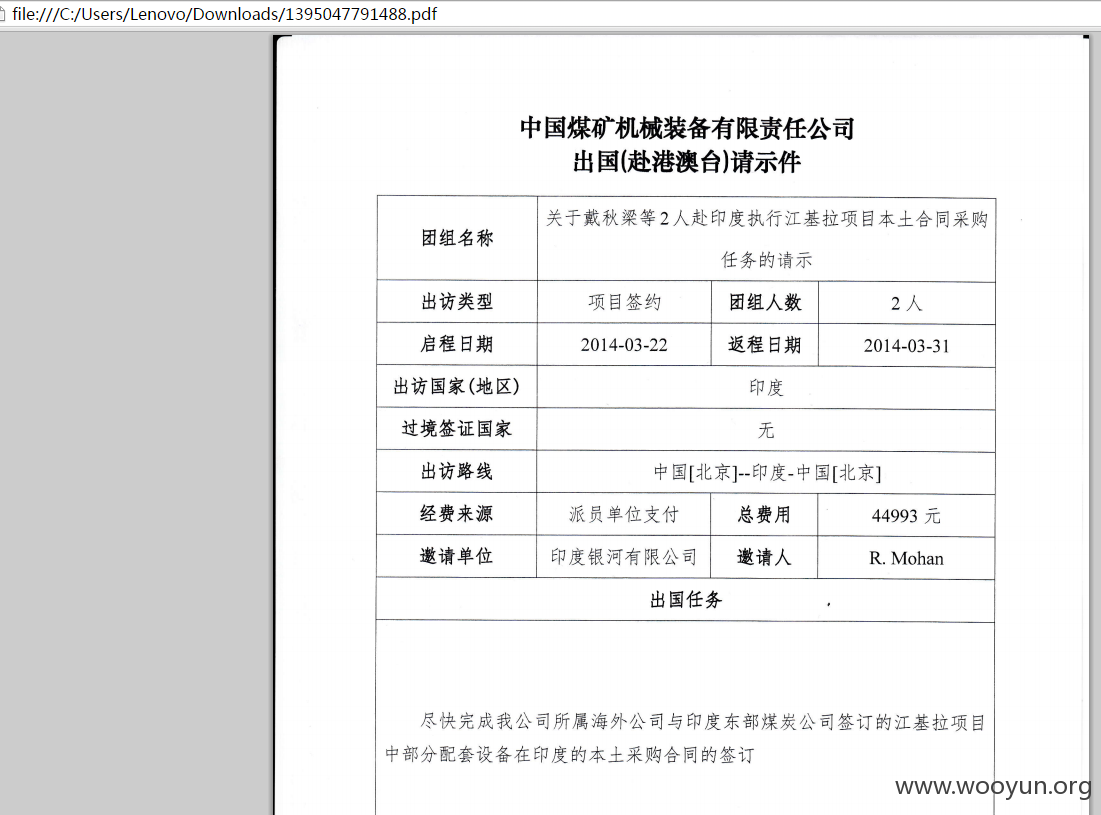 file:///C:/Users/Lenovo/Downloads/1395047791488.pdf
中国煤矿机械装备有限责任公司
出国(赴港澳台)请示件
团组名称
关于戴秋梁等2人赴印度执行江基拉项目本土合同采购
任务的请示
出访类型 项目签约 团组人数 2人
启程日期 2014-03-22 返程日期 2014-03-31
出访国家(地区) 印度
过境签证国家 无
出访路线 中国[北京]--印度-中国[北京]
经费来源 派员单位支付 总费用 44993 元
邀请单位 印度银河有限公司 邀请人 R. Mohan
出国任务
尽快完成我公司所属海外公司与印度东部煤炭公司签订的江基拉项目
中部分配套设备在印度的本土采购合同的签订
www.wooyun.org